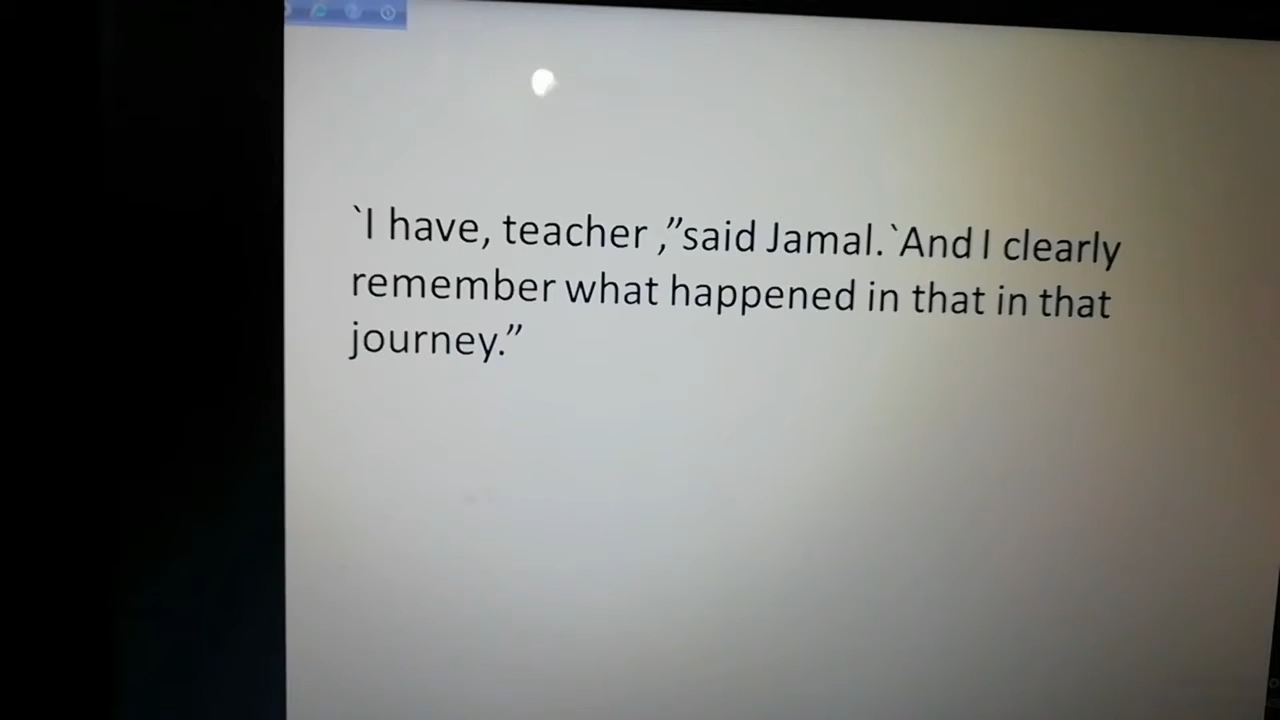 `I have, teacher ,”said Jamal.`And I clearly
remember what happened in that in that
journey.”